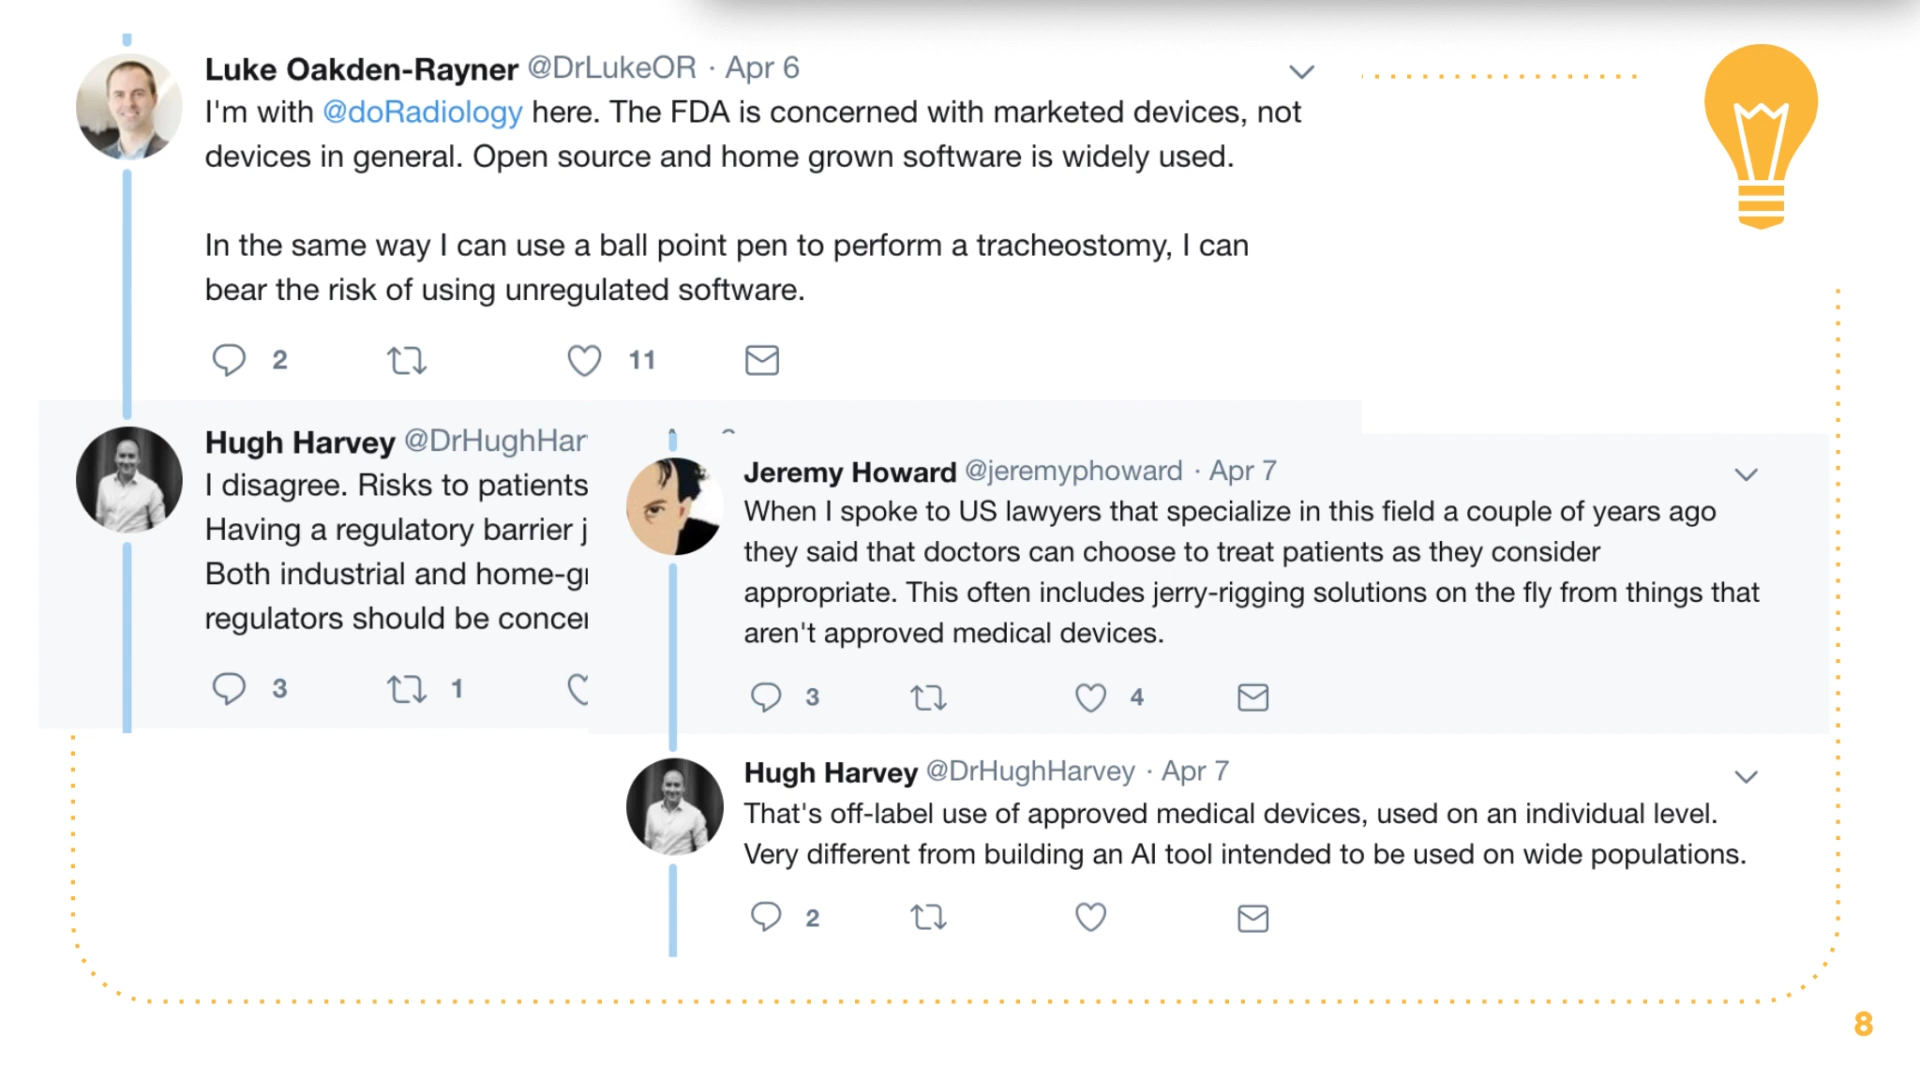 Luke Oakden-Rayner @DrLukeOR · Apr 6
I'm with @doRadiology here. The FDA is concerned with marketed devices, not
devices in general. Open source and home grown software is widely used.
In the same way I can use a ball point pen to perform a tracheostomy, I can
bear the risk of using unregulated software.
2 11
Hugh Harvey @DrHughHar
I disagree. Risks to patients
Having a regulatory barrier j
Both industrial and home-g
regulators should be conce
3 1
Jeremy Howard @jeremyphoward · Apr 7
When I spoke to US lawyers that specialize in this field a couple of years ago
they said that doctors can choose to treat patients as they consider
appropriate. This often includes jerry-rigging solutions on the fly from things that
aren't approved medical devices.
3 4
Hugh Harvey @DrHughHarvey · Apr 7
That's off-label use of approved medical devices, used on an individual level.
Very different from building an AI tool intended to be used on wide populations.
2
8